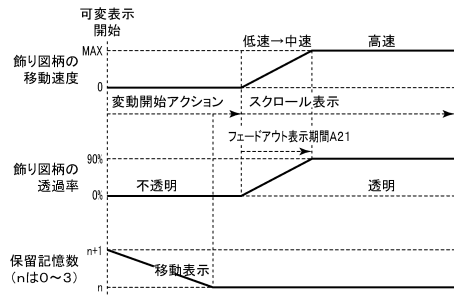 可変表示
開始
低速→中速
高速
飾り図柄の
移動速度
MAX
0
変動開始アクション
スクロール表示
フェードアウト表示期間A21
飾り図柄の
透過率
90%
0%
不透明
透明
保留記憶数
(nは0~3)
n+1
n
移動表示